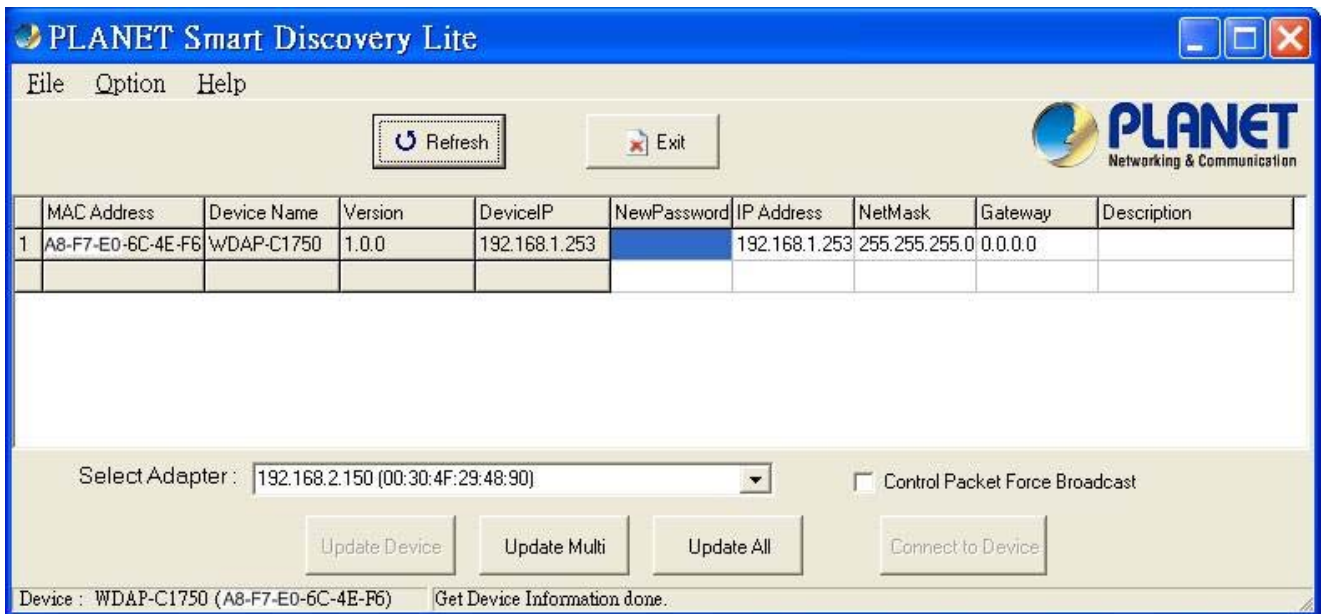 PLANET Smart Discovery Lite
File Option Help
Refresh Exit
PLANET
Networking & Communication
MAC Address Device Name Version DeviceIP NewPassword IP Address NetMask Gateway Description
1 A8-F7-E0-6C-4E-F6 WDAP-C1750 1.0.0 192.168.1.253 192.168.1.253 255.255.255.0 0.0.0.0
Select Adapter : 192.168.2.150 (00:30:4F:29:48:90) Control Packet Force Broadcast
Update Device Update Multi Update All Connect to Device
Device : WDAP-C1750 (A8-F7-E0-6C-4E-F6) Get Device Information done.